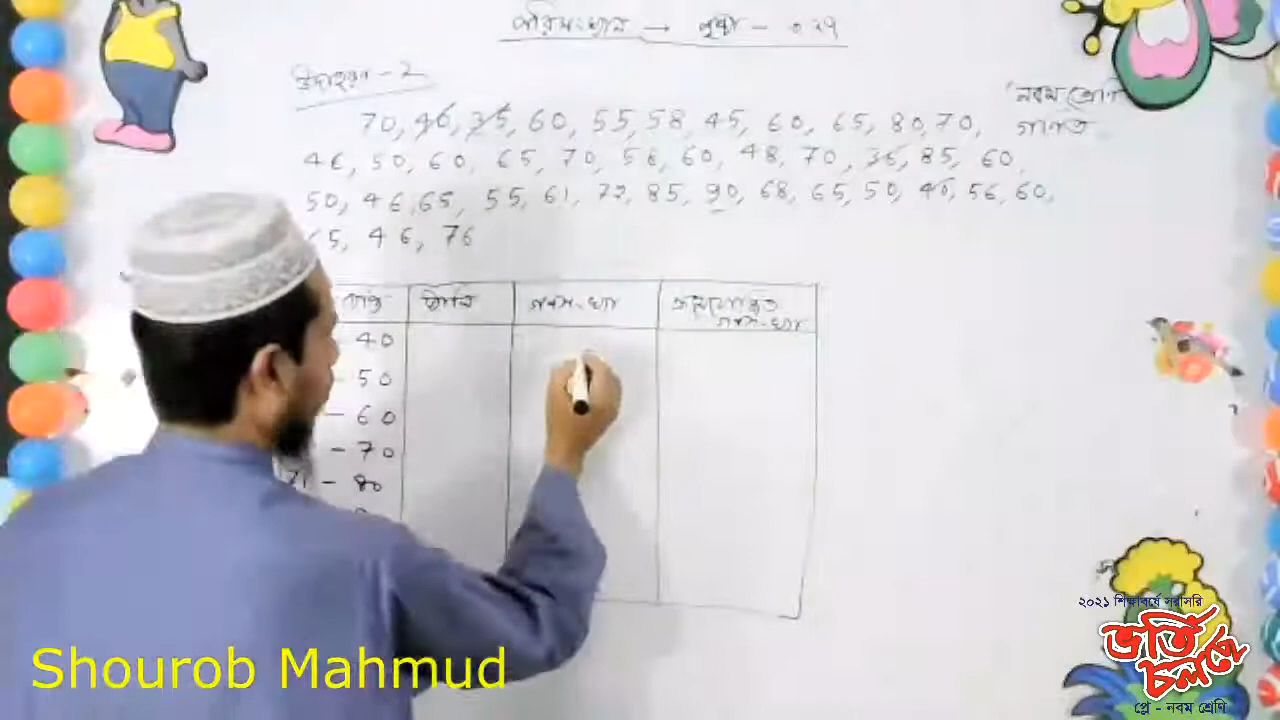 পরিসংখ্যান → পৃষ্ঠা - ৩২৭
উদাহরণ - 2
নবম শ্রেণি
গণিত
70, 46, 35, 60, 55, 58, 45, 60, 65, 80, 70,
46, 50, 60, 65, 70, 58, 60, 48, 70, 36, 85, 60,
50, 46, 65, 55, 61, 72, 85, 90, 68, 65, 50, 40, 56, 60,
65, 46, 76
ব্যাপ্তি ট্যালি গণসংখ্যা ক্রমযোজিত
গণসংখ্যা
- 40
- 50
- 60
- 70
71 - 80
Shourob Mahmud
২০২১ শিক্ষাবর্ষে সরাসরি
ভর্তি
চলছে
প্লে - নবম শ্রেণি